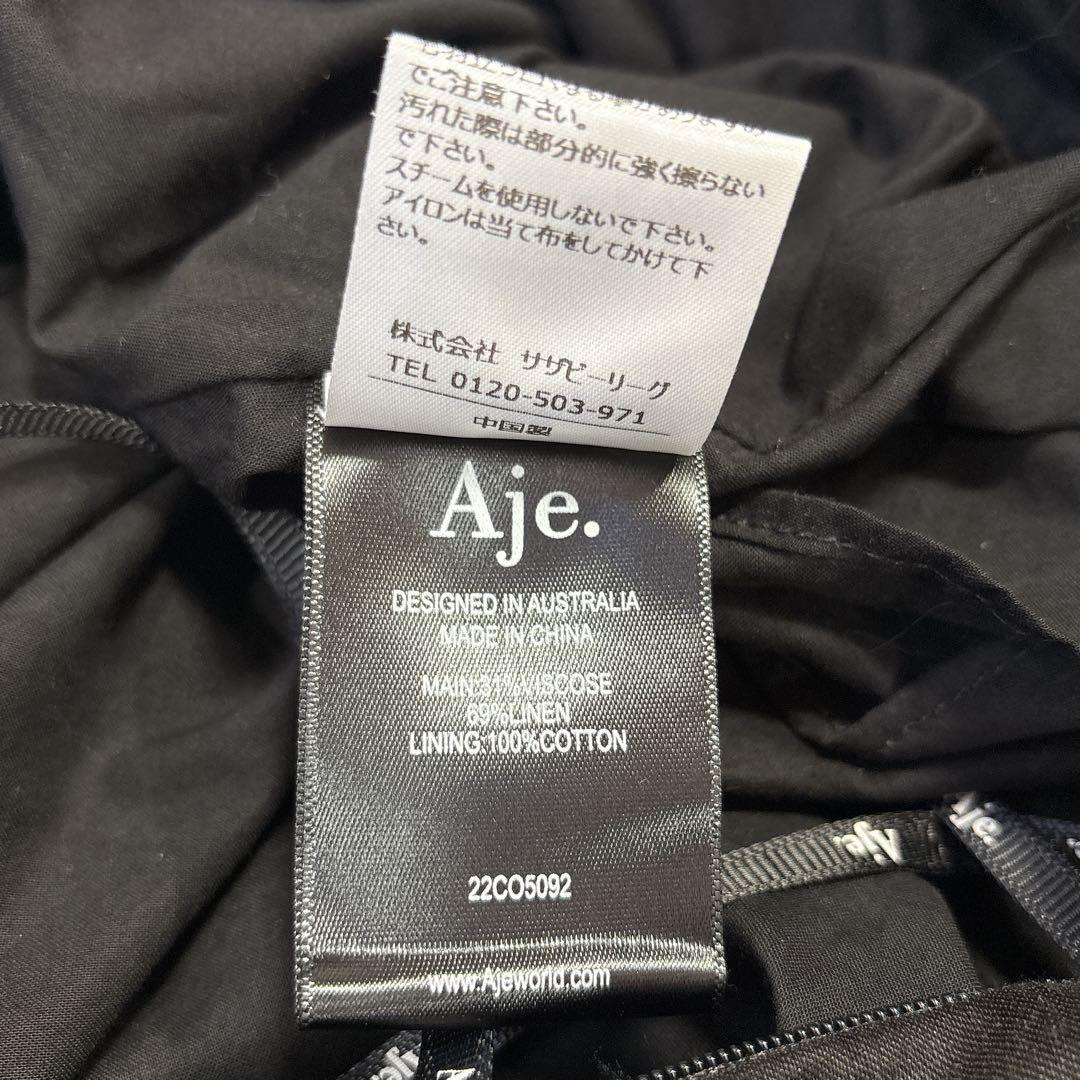 でご注意下さい。
汚れた際は部分的に強く擦らない
で下さい。
スチームを使用しないで下さい。
アイロンは当て布をしてかけて下
さい。
株式会社 サザビーリーグ
TEL 0120-503-971
中国製
Aje.
DESIGNED IN AUSTRALIA
MADE IN CHINA
MAIN:31%VISCOSE
69%LINEN
LINING:100%COTTON
22CO5092
www.Ajeworld.com
Aje.
Aje.